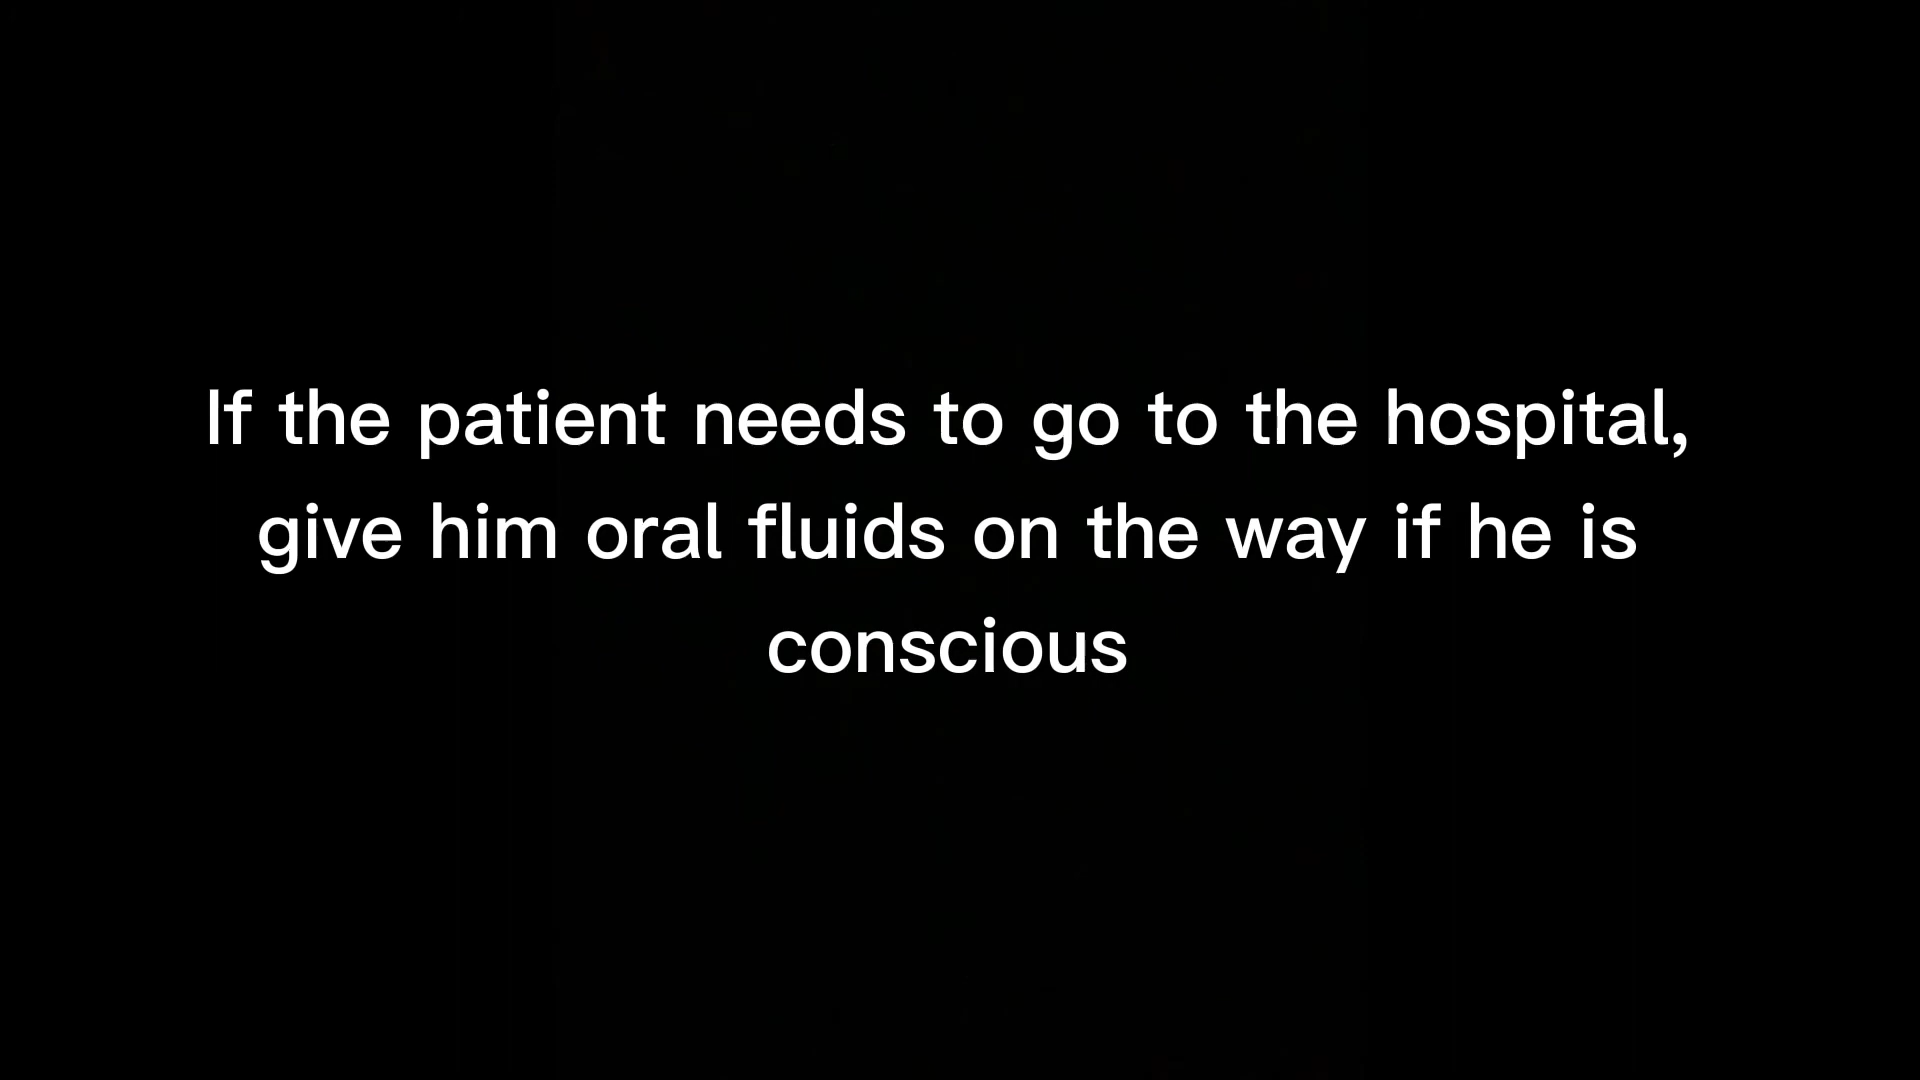 If the patient needs to go to the hospital,
give him oral fluids on the way if he is
conscious